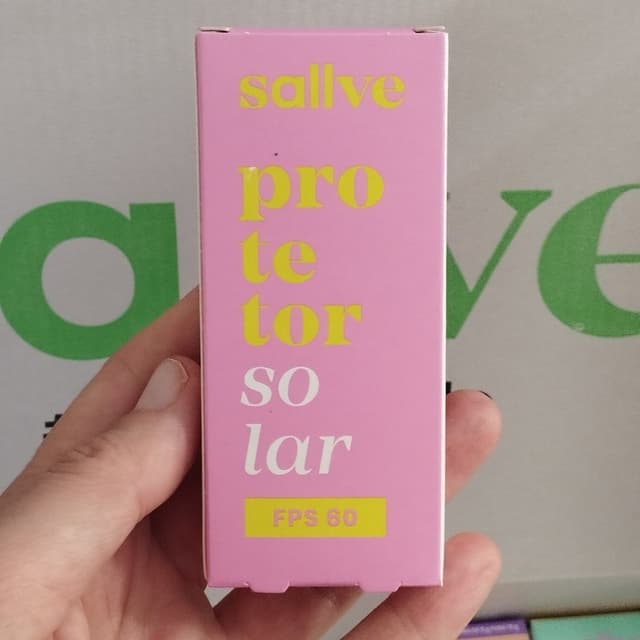 sallve
pro
te
tor
so
lar
FPS 60